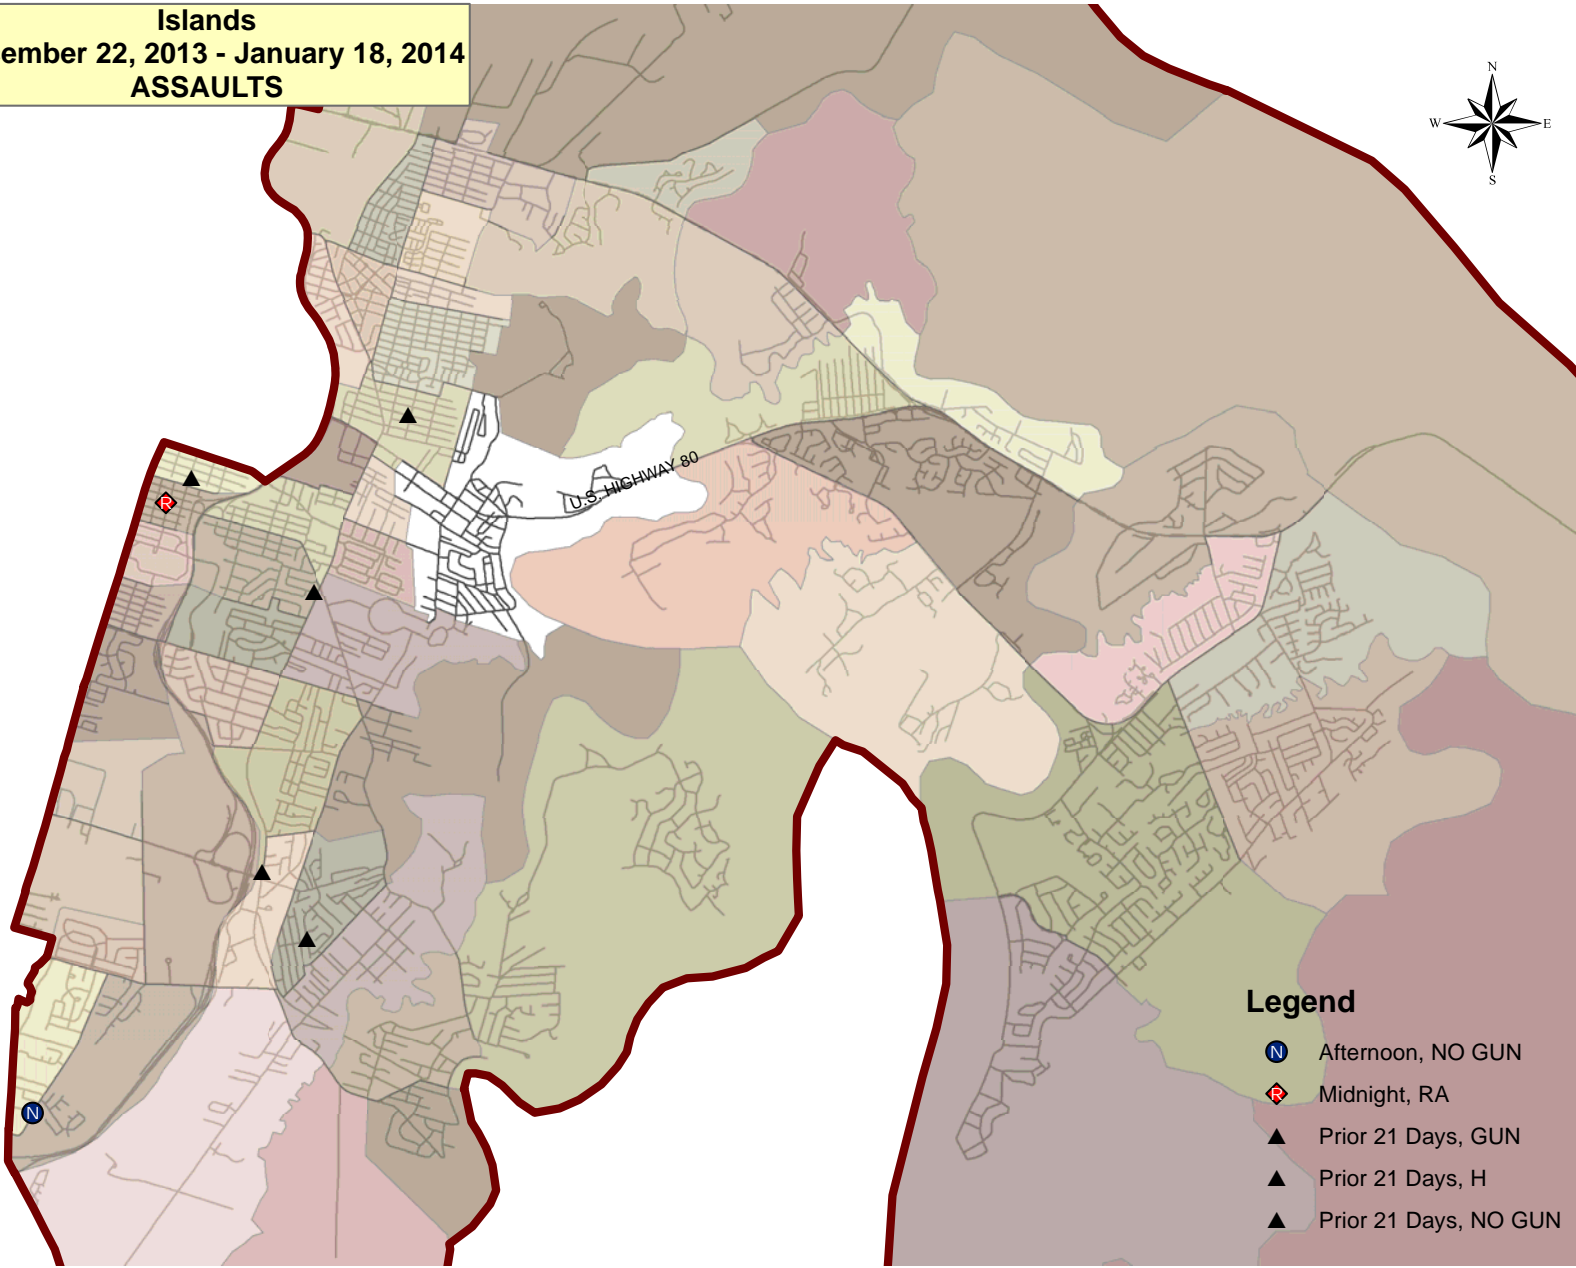 Islands
ember 22, 2013 - January 18, 2014
ASSAULTS
N
W
E
S
U.S. HIGHWAY 80
R
N
Legend
N Afternoon, NO GUN
R Midnight, RA
Prior 21 Days, GUN
Prior 21 Days, H
Prior 21 Days, NO GUN